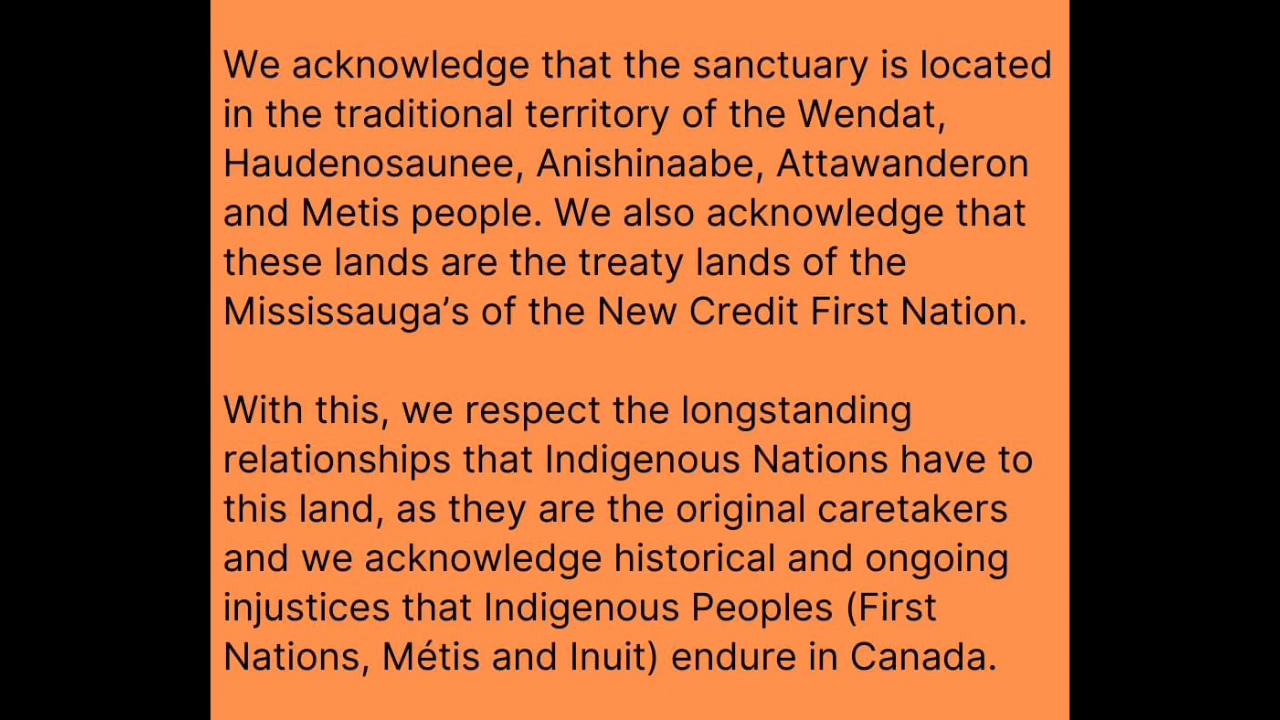 We acknowledge that the sanctuary is located
in the traditional territory of the Wendat,
Haudenosaunee, Anishinaabe, Attawanderon
and Metis people. We also acknowledge that
these lands are the treaty lands of the
Mississauga’s of the New Credit First Nation.
With this, we respect the longstanding
relationships that Indigenous Nations have to
this land, as they are the original caretakers
and we acknowledge historical and ongoing
injustices that Indigenous Peoples (First
Nations, Métis and Inuit) endure in Canada.